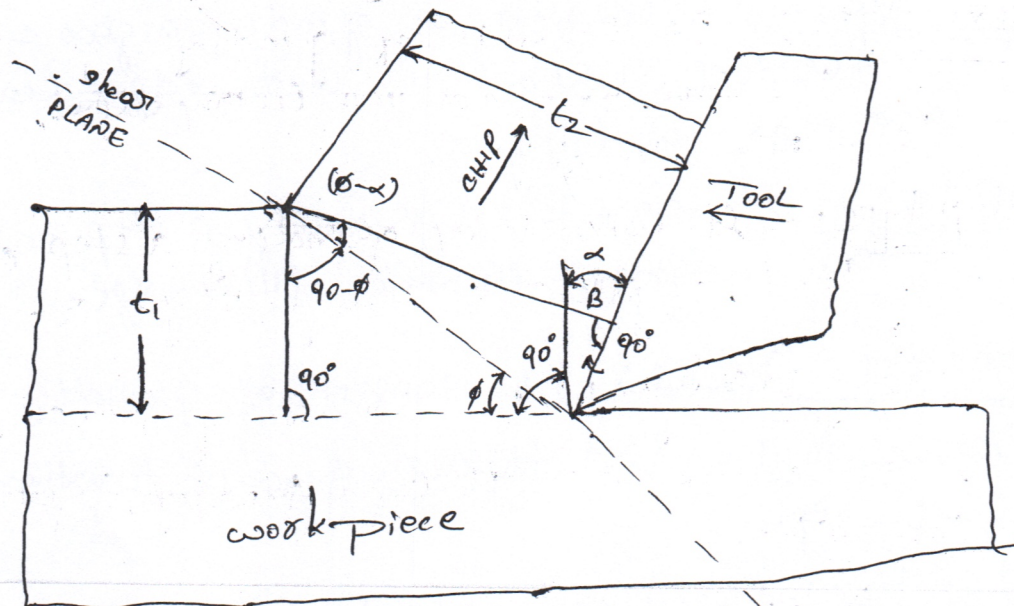 shear
PLANE
(φ-α)
t2
CHIP
TOOL
t1
90-φ
α
B
90°
90°
90°
φ
workpiece